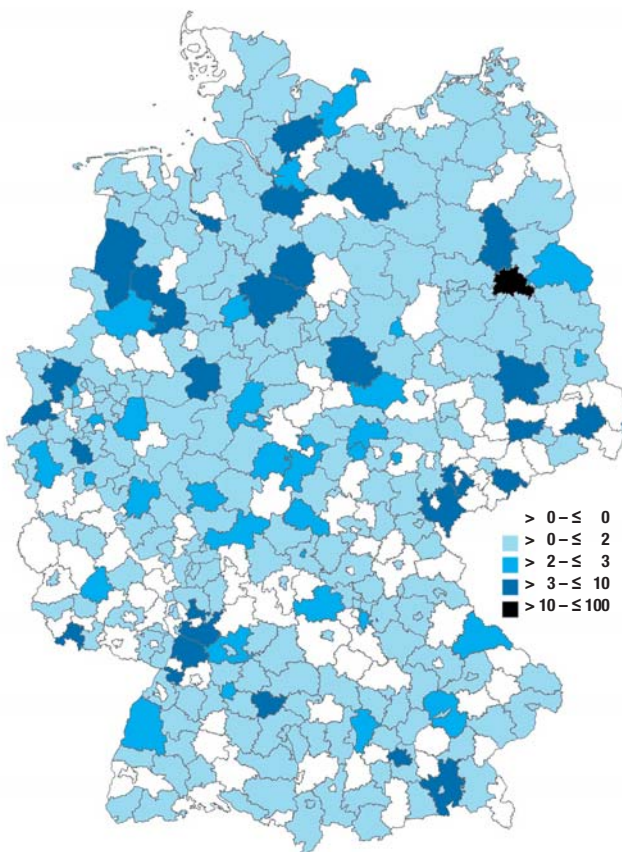 > 0 – ≤ 0
> 0 – ≤ 2
> 2 – ≤ 3
> 3 – ≤ 10
> 10 – ≤ 100